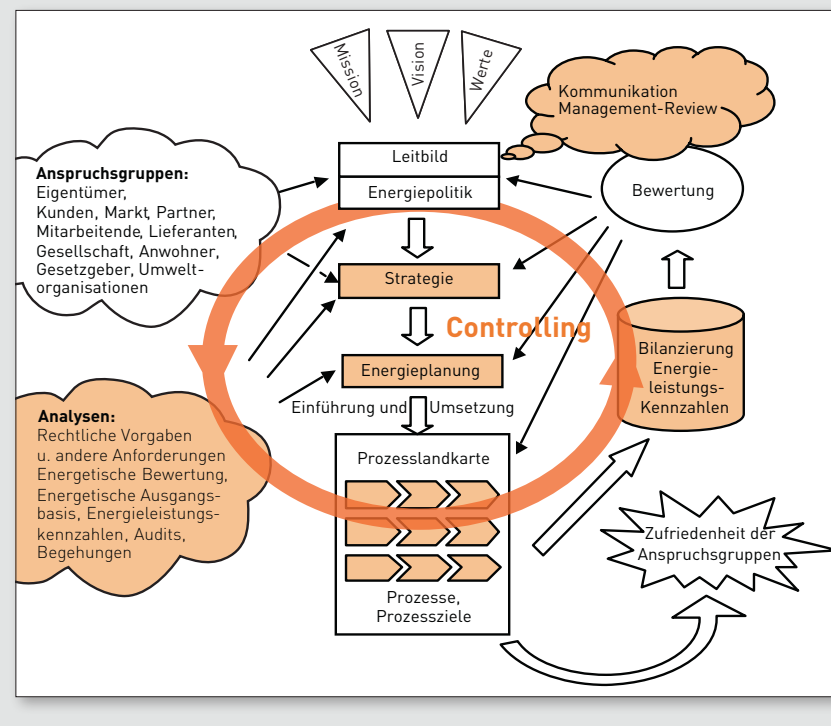 Mission
Vision
Werte
Kommunikation
Management-Review
Leitbild
Energiepolitik
Bewertung
Anspruchsgruppen:
Eigentümer,
Kunden, Markt, Partner,
Mitarbeitende, Lieferanten,
Gesellschaft, Anwohner,
Gesetzgeber, Umwelt-
organisationen
Strategie
Controlling
Energieplanung
Bilanzierung
Energie-
leistungs-
Kennzahlen
Einführung und Umsetzung
Analysen:
Rechtliche Vorgaben
u. andere Anforderungen
Energetische Bewertung,
Energetische Ausgangs-
basis, Energieleistungs-
kennzahlen, Audits,
Begehungen
Prozesslandkarte
Prozesse,
Prozessziele
Zufriedenheit der
Anspruchsgruppen